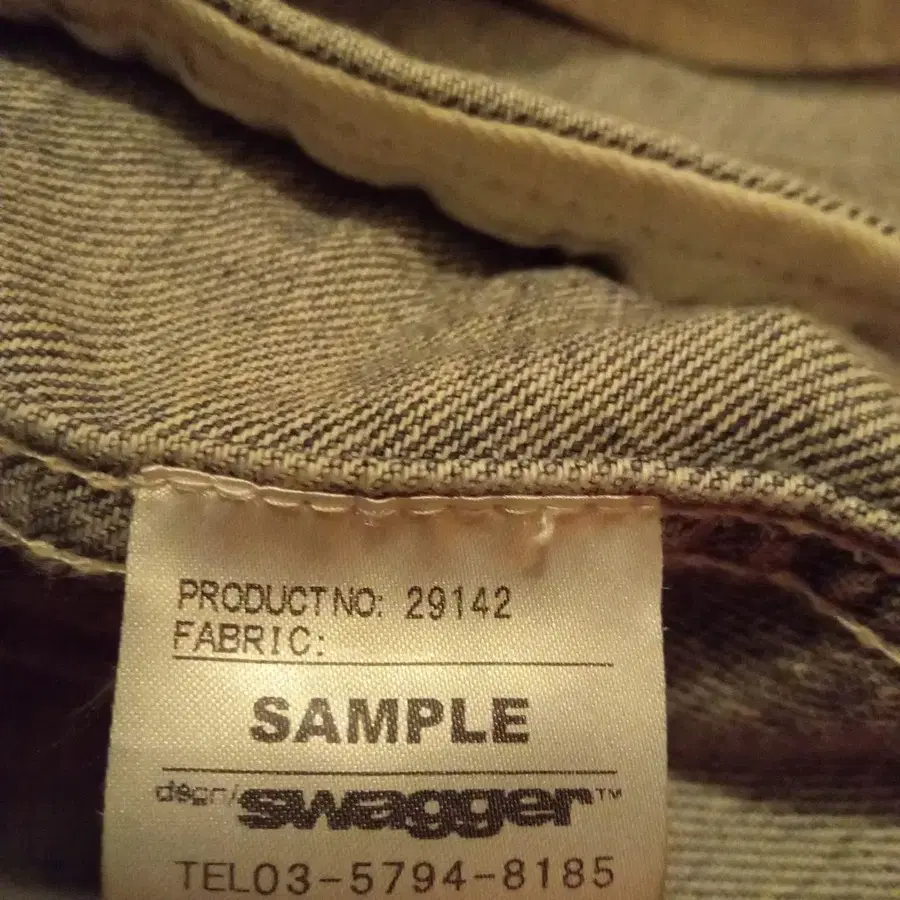 PRODUCTNO: 29142
FABRIC:
SAMPLE
swagger™
TEL03-5794-8185